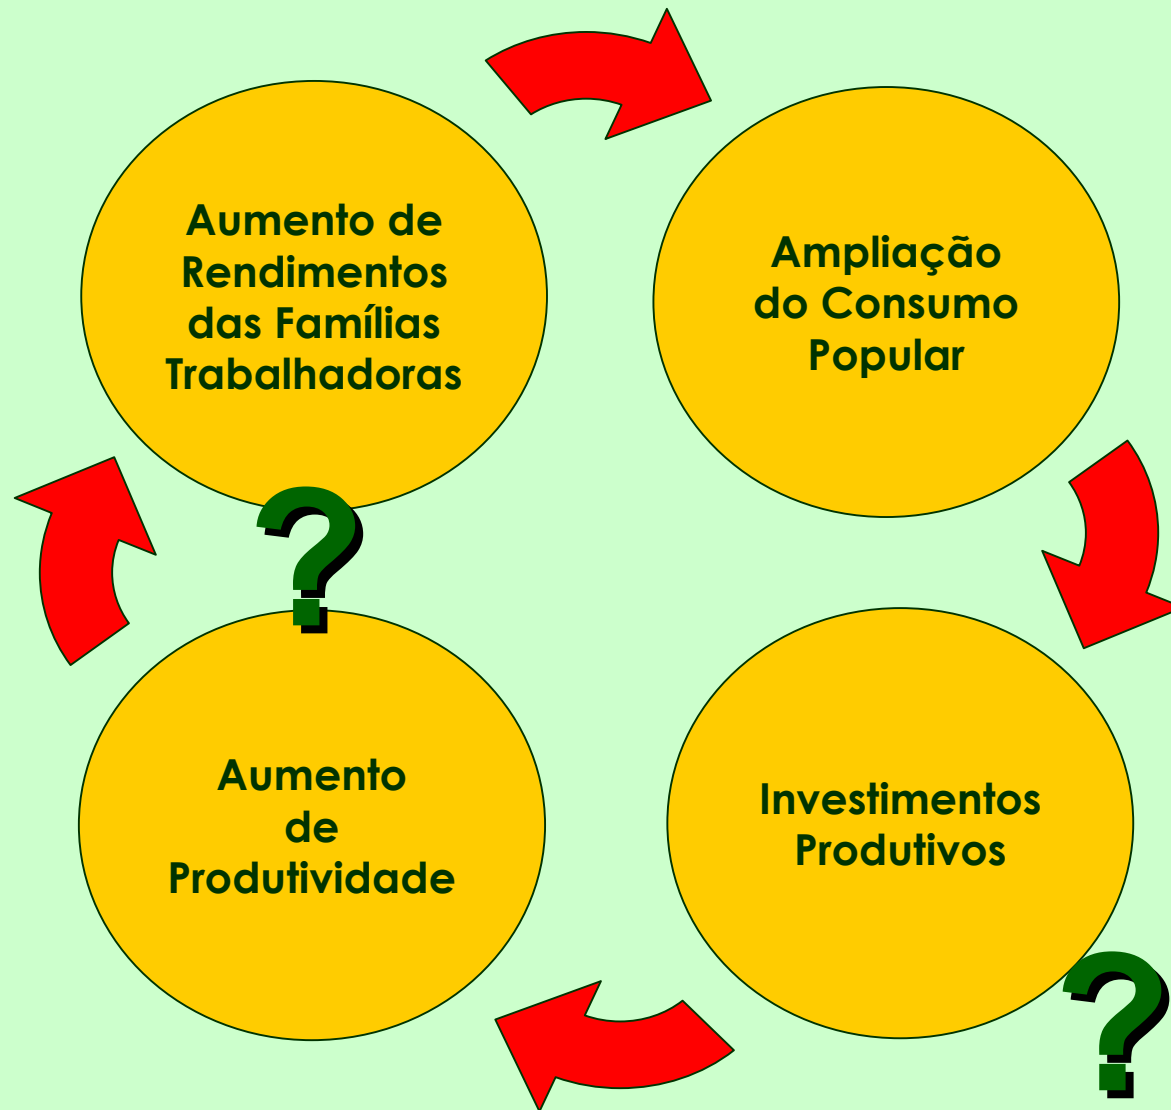 Aumento de
Rendimentos
das Famílias
Trabalhadoras
Ampliação
do Consumo
Popular
?
Aumento
de
Produtividade
Investimentos
Produtivos
?